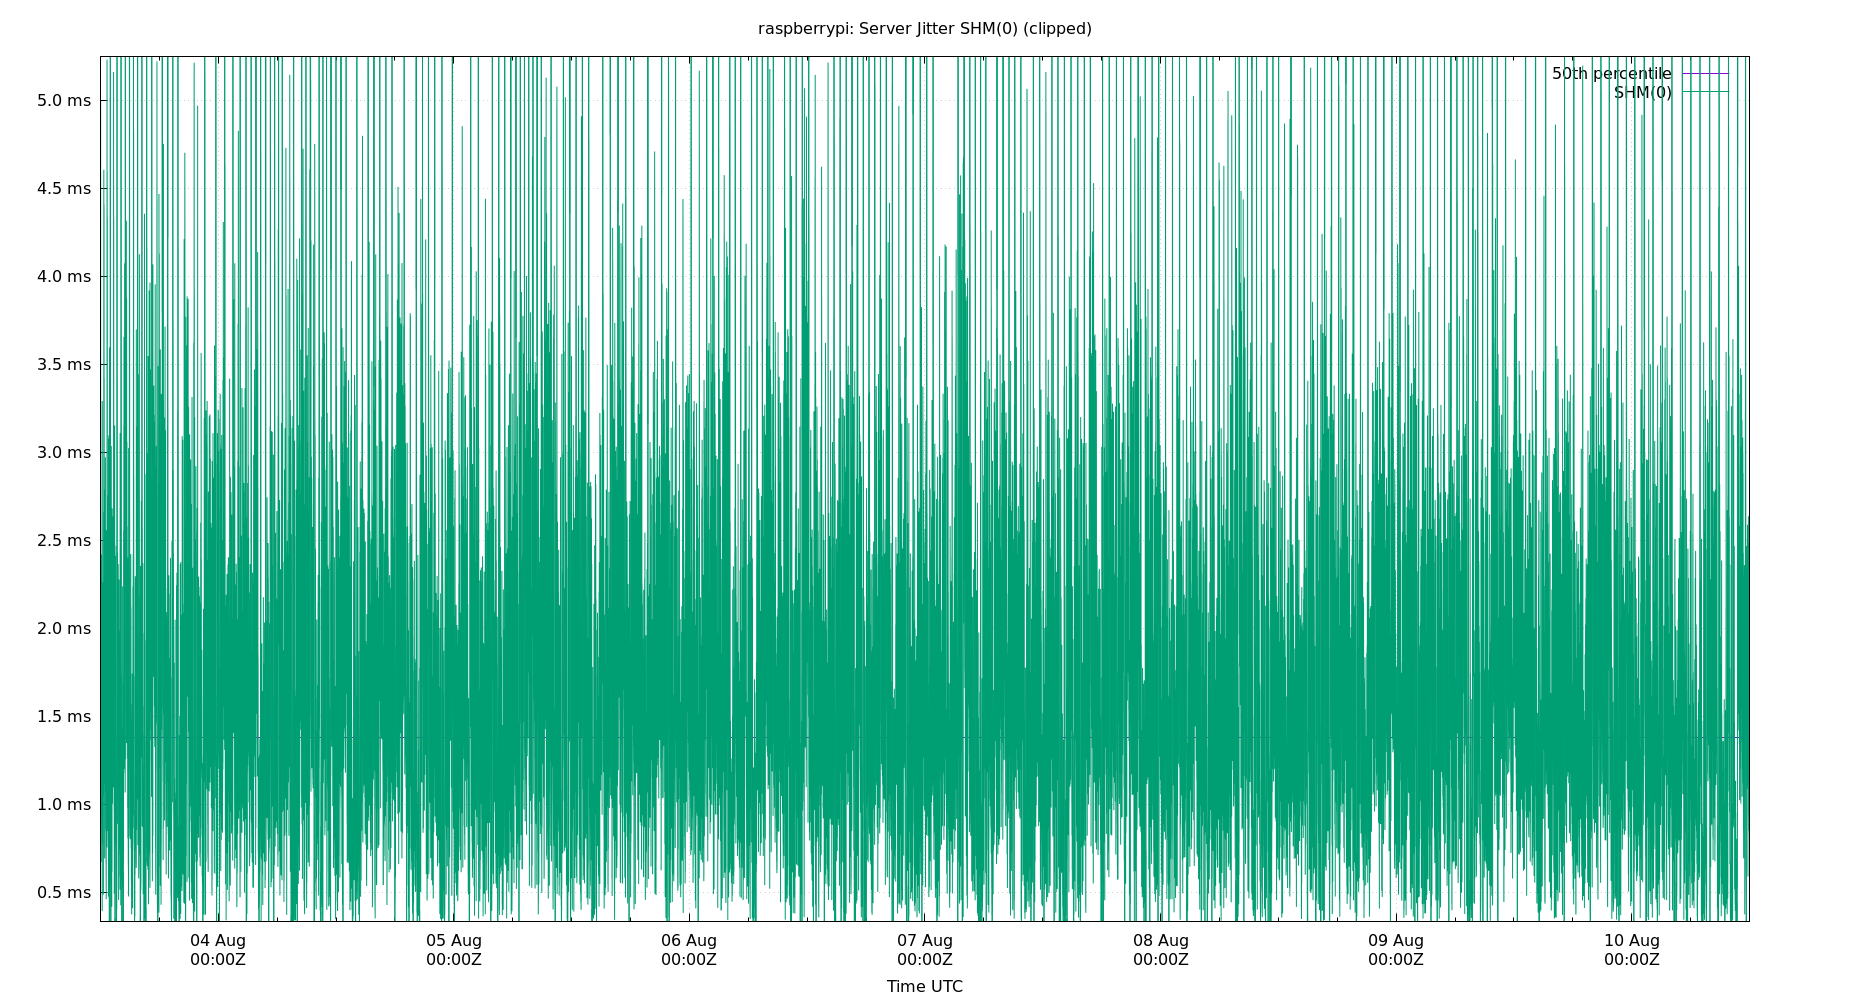 raspberrypi: Server Jitter SHM(0) (clipped)
50th percentile
SHM(0)
5.0 ms
4.5 ms
4.0 ms
3.5 ms
3.0 ms
2.5 ms
2.0 ms
1.5 ms
1.0 ms
0.5 ms
04 Aug 05 Aug 06 Aug 07 Aug 08 Aug 09 Aug 10 Aug
00:00Z 00:00Z 00:00Z 00:00Z 00:00Z 00:00Z 00:00Z
Time UTC